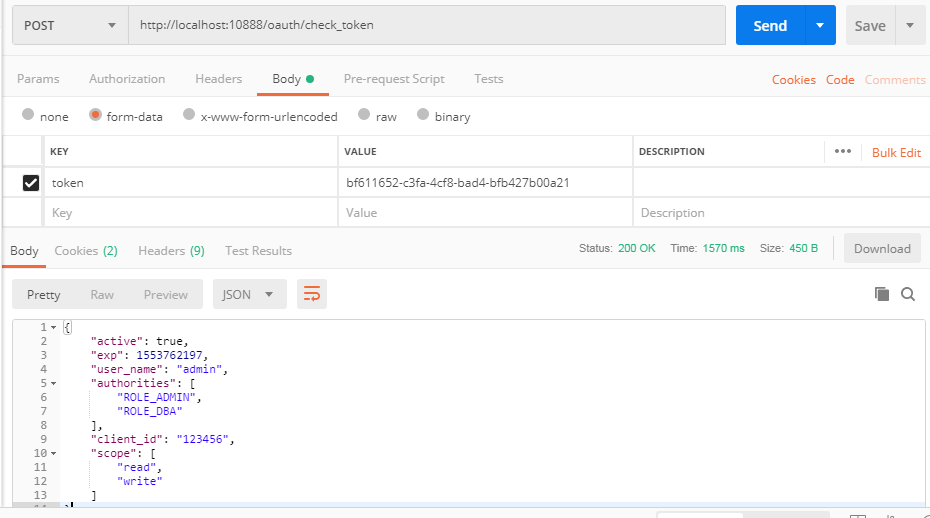 POST http://localhost:10888/oauth/check_token Send Save
Params Authorization Headers Body Pre-request Script Tests Cookies Code Comments
none form-data x-www-form-urlencoded raw binary
KEY VALUE DESCRIPTION ••• Bulk Edit
token bf611652-c3fa-4cf8-bad4-bfb427b00a21
Key Value Description
Body Cookies (2) Headers (9) Test Results Status: 200 OK Time: 1570 ms Size: 450 B Download
Pretty Raw Preview JSON
1 {
2 "active": true,
3 "exp": 1553762197,
4 "user_name": "admin",
5 "authorities": [
6 "ROLE_ADMIN",
7 "ROLE_DBA"
8 ],
9 "client_id": "123456",
10 "scope": [
11 "read",
12 "write"
13 ]
14 }